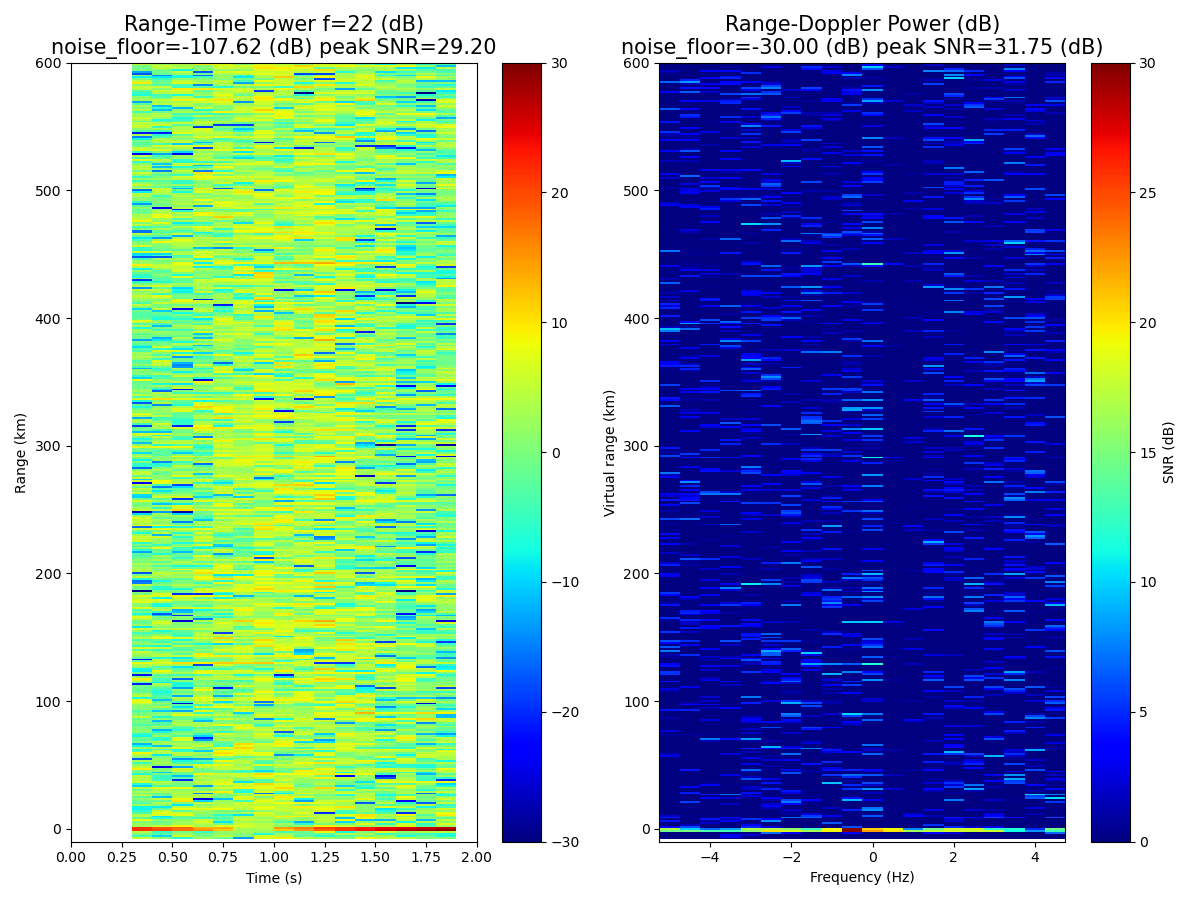 Range-Time Power f=22 (dB)
noise_floor=-107.62 (dB) peak SNR=29.20
600
500
400
300
200
100
0
Range (km)
0.00 0.25 0.50 0.75 1.00 1.25 1.50 1.75 2.00
Time (s)
30
20
10
0
−10
−20
−30
Range-Doppler Power (dB)
noise_floor=-30.00 (dB) peak SNR=31.75 (dB)
600
500
400
300
200
100
0
Virtual range (km)
−4 −2 0 2 4
Frequency (Hz)
30
25
20
15
10
5
0
SNR (dB)